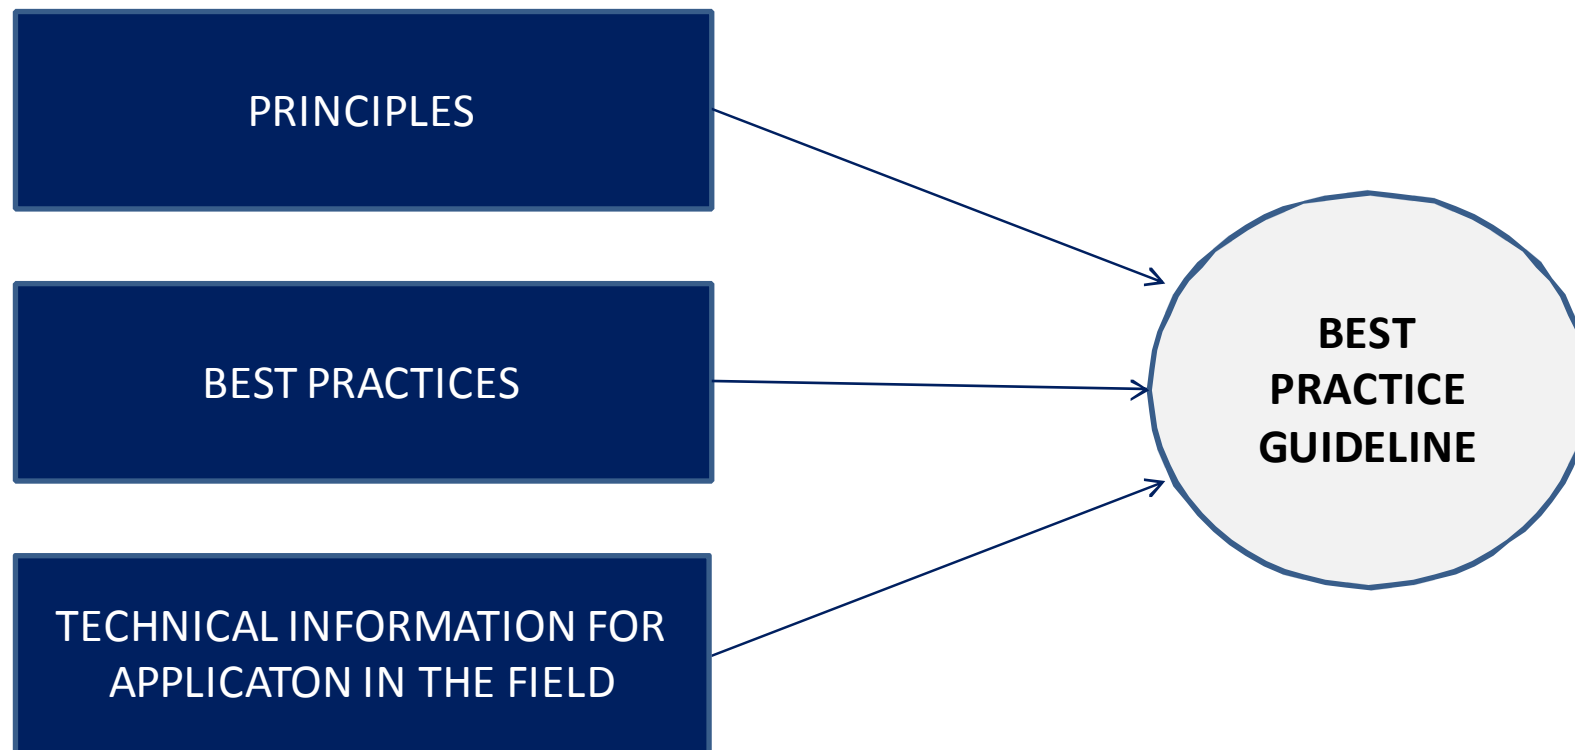 PRINCIPLES
BEST PRACTICES
TECHNICAL INFORMATION FOR
APPLICATON IN THE FIELD
BEST
PRACTICE
GUIDELINE